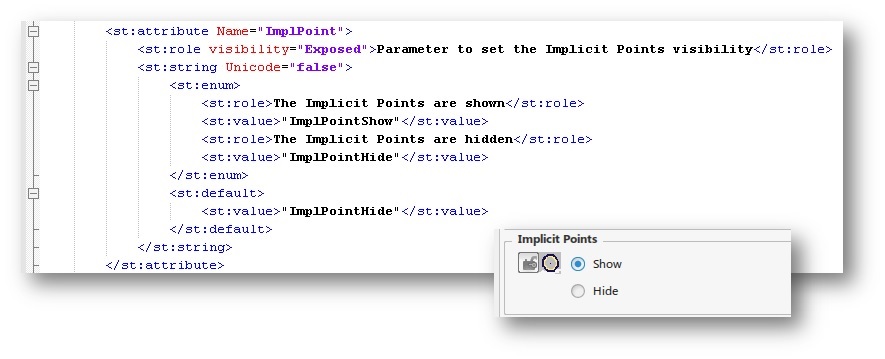 <st:attribute Name="ImplPoint">
<st:role visibility="Exposed">Parameter to set the Implicit Points visibility</st:role>
<st:string Unicode="false">
<st:enum>
<st:role>The Implicit Points are shown</st:role>
<st:value>"ImplPointShow"</st:value>
<st:role>The Implicit Points are hidden</st:role>
<st:value>"ImplPointHide"</st:value>
</st:enum>
<st:default>
<st:value>"ImplPointHide"</st:value>
</st:default>
</st:string>
</st:attribute>
Implicit Points
Show
Hide